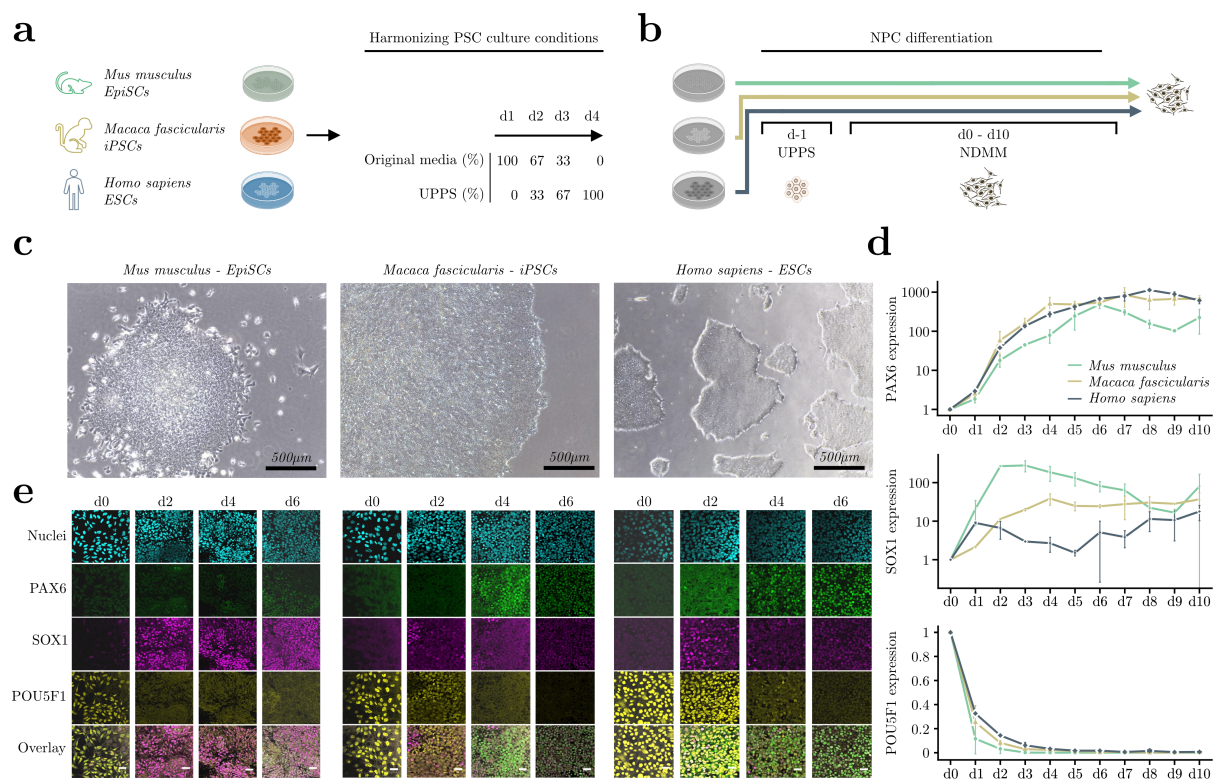 a
Harmonizing PSC culture conditions
Mus musculus
EpiSCs
Macaca fascicularis
iPSCs
Homo sapiens
ESCs
d1 d2 d3 d4
Original media (%) 100 67 33 0
UPPS (%) 0 33 67 100
b
NPC differentiation
d-1
UPPS
d0 - d10
NDMM
c
Mus musculus - EpiSCs
Macaca fascicularis - iPSCs
Homo sapiens - ESCs
500µm
500µm
500µm
d
PAX6 expression
1000
100
10
1
Mus musculus
Macaca fascicularis
Homo sapiens
d0 d1 d2 d3 d4 d5 d6 d7 d8 d9 d10
SOX1 expression
100
10
1
d0 d1 d2 d3 d4 d5 d6 d7 d8 d9 d10
POU5F1 expression
1
0.8
0.6
0.4
0.2
0
d0 d1 d2 d3 d4 d5 d6 d7 d8 d9 d10
e
d0 d2 d4 d6
d0 d2 d4 d6
d0 d2 d4 d6
Nuclei
PAX6
SOX1
POU5F1
Overlay